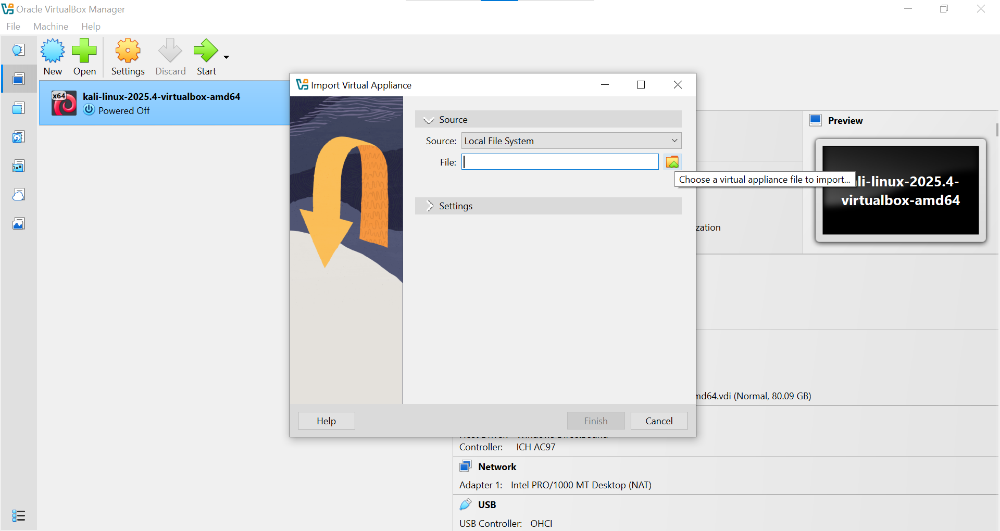 Oracle VirtualBox Manager
File Machine Help
New Open Settings Discard Start
x64 kali-linux-2025.4-virtualbox-amd64
Powered Off
Import Virtual Appliance
Source
Source: Local File System
File:
Choose a virtual appliance file to import...
Settings
Help Finish Cancel
Preview
li-linux-2025.4-
virtualbox-amd64
zation
md64.vdi (Normal, 80.09 GB)
Controller: ICH AC97
Network
Adapter 1: Intel PRO/1000 MT Desktop (NAT)
USB
USB Controller: OHCI